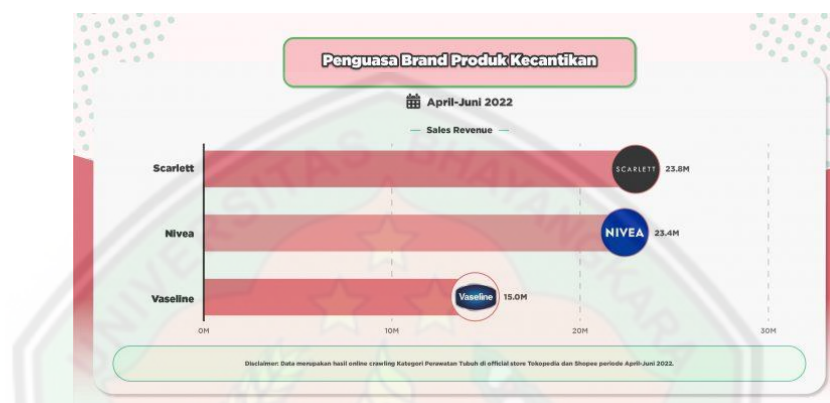 Penguasa Brand Produk Kecantikan
April-Juni 2022
Sales Revenue
Scarlett
SCARLETT
23.8M
Nivea
NIVEA
23.4M
Vaseline
Vaseline
15.0M
0M 10M 20M 30M
Disclaimer: Data merupakan hasil online crawling Kategori Perawatan Tubuh di official store Tokopedia dan Shopee periode April-Juni 2022.
UNIVERSITAS BHAYANGKARA